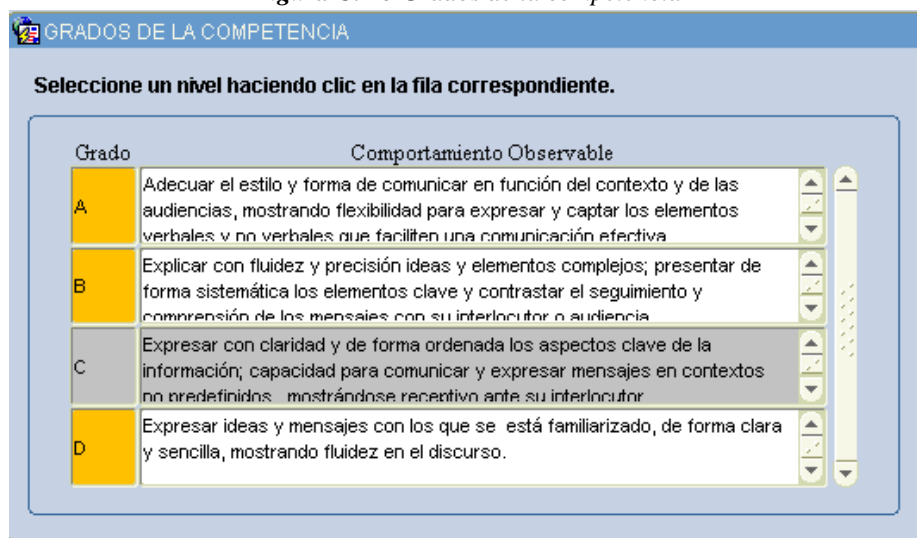 GRADOS DE LA COMPETENCIA
Seleccione un nivel haciendo clic en la fila correspondiente.
Grado Comportamiento Observable
A
Adecuar el estilo y forma de comunicar en función del contexto y de las
audiencias, mostrando flexibilidad para expresar y captar los elementos
verbales y no verbales que faciliten una comunicación efectiva
B
Explicar con fluidez y precisión ideas y elementos complejos; presentar de
forma sistemática los elementos clave y contrastar el seguimiento y
comprensión de los mensajes con su interlocutor o audiencia
C
Expresar con claridad y de forma ordenada los aspectos clave de la
información; capacidad para comunicar y expresar mensajes en contextos
no predefinidos mostrándose receptivo ante su interlocutor
D
Expresar ideas y mensajes con los que se está familiarizado, de forma clara
y sencilla, mostrando fluidez en el discurso.